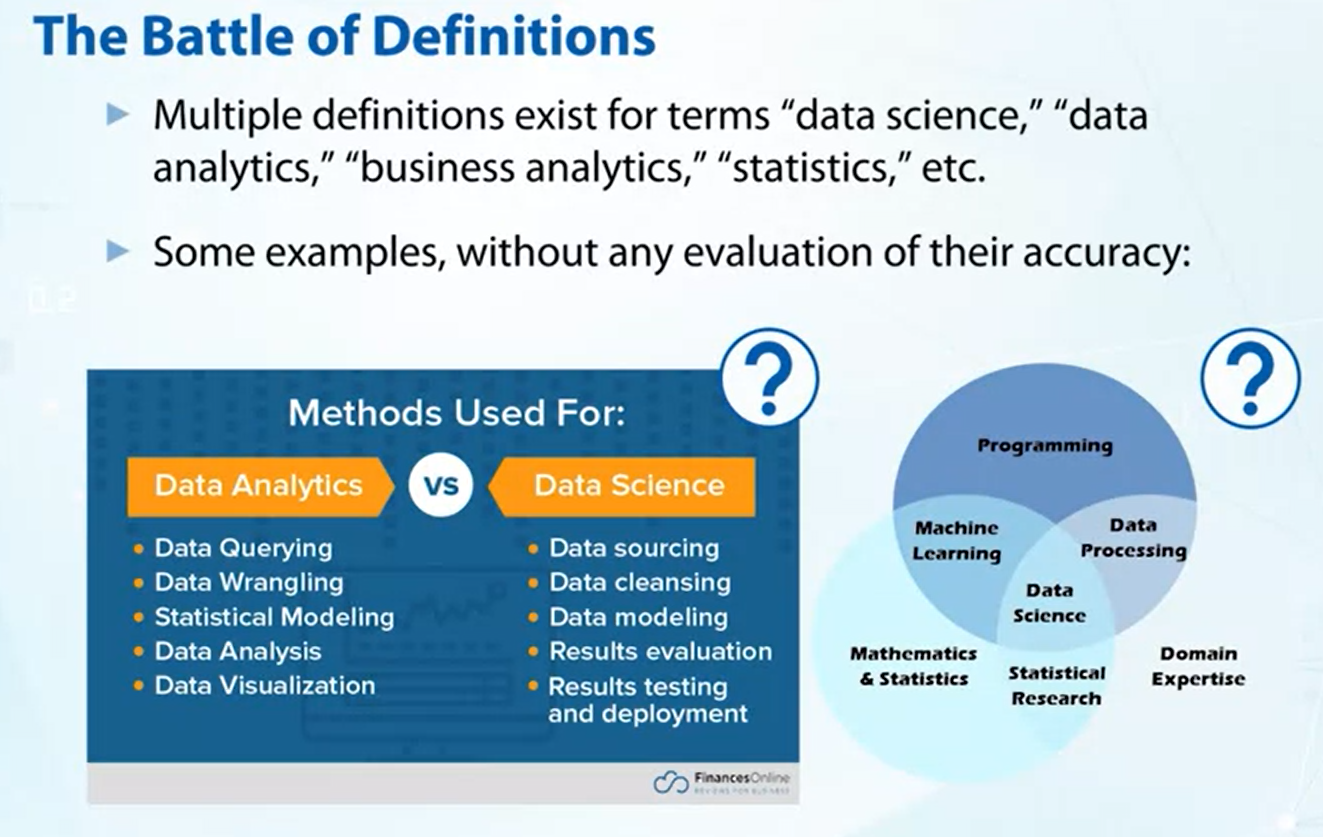 The Battle of Definitions
Multiple definitions exist for terms “data science,” “data
analytics,” “business analytics,” “statistics,” etc.
Some examples, without any evaluation of their accuracy:
0.2
?
Methods Used For:
Data Analytics
VS
Data Science
Data Querying
Data Wrangling
Statistical Modeling
Data Analysis
Data Visualization
Data sourcing
Data cleansing
Data modeling
Results evaluation
Results testing
and deployment
FinancesOnline
REVIEWS FOR BUSINESS
?
Programming
Machine
Learning
Data
Processing
Data
Science
Mathematics
& Statistics
Statistical
Research
Domain
Expertise